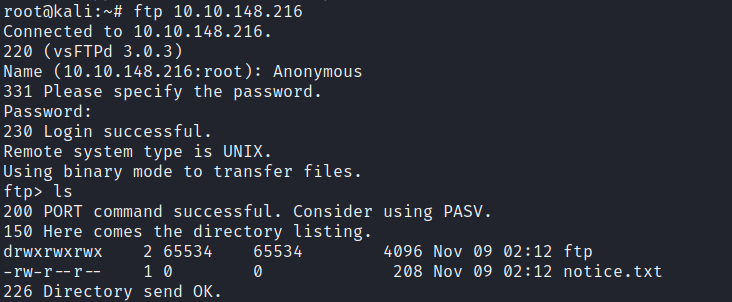 root@kali:~# ftp 10.10.148.216
Connected to 10.10.148.216.
220 (vsFTPd 3.0.3)
Name (10.10.148.216:root): Anonymous
331 Please specify the password.
Password:
230 Login successful.
Remote system type is UNIX.
Using binary mode to transfer files.
ftp> ls
200 PORT command successful. Consider using PASV.
150 Here comes the directory listing.
drwxrwxrwx    2 65534    65534        4096 Nov 09 02:12 ftp
-rw-r--r--    1 0        0             208 Nov 09 02:12 notice.txt
226 Directory send OK.